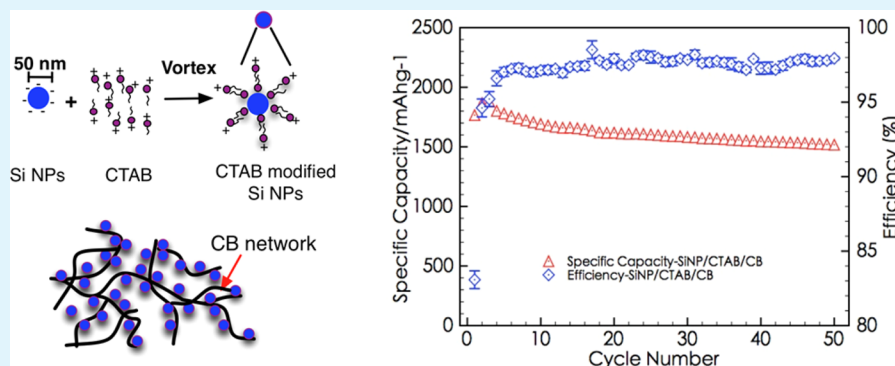 50 nm
Si NPs
+
CTAB
Vortex
CTAB modified
Si NPs
CB network
Specific Capacity/mAhg-1
2500
2000
1500
1000
500
0
0
10
20
30
40
50
Cycle Number
100
95
90
85
80
Efficiency (%)
Specific Capacity-SiNP/CTAB/CB
Efficiency-SiNP/CTAB/CB